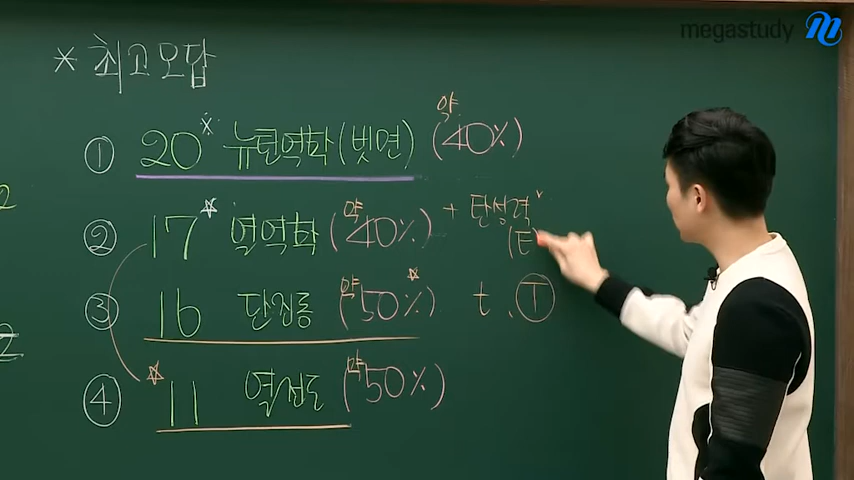 megastudy
* 최고오답
① 20* 뉴턴역학(빗면) (약 40%)
② 17* 열역학 (약 40%) + 탄성력
(E
③ 16 단진동 (약 50%)* t, Ⓣ
④ *11 열전도 (약 50%)
2
2